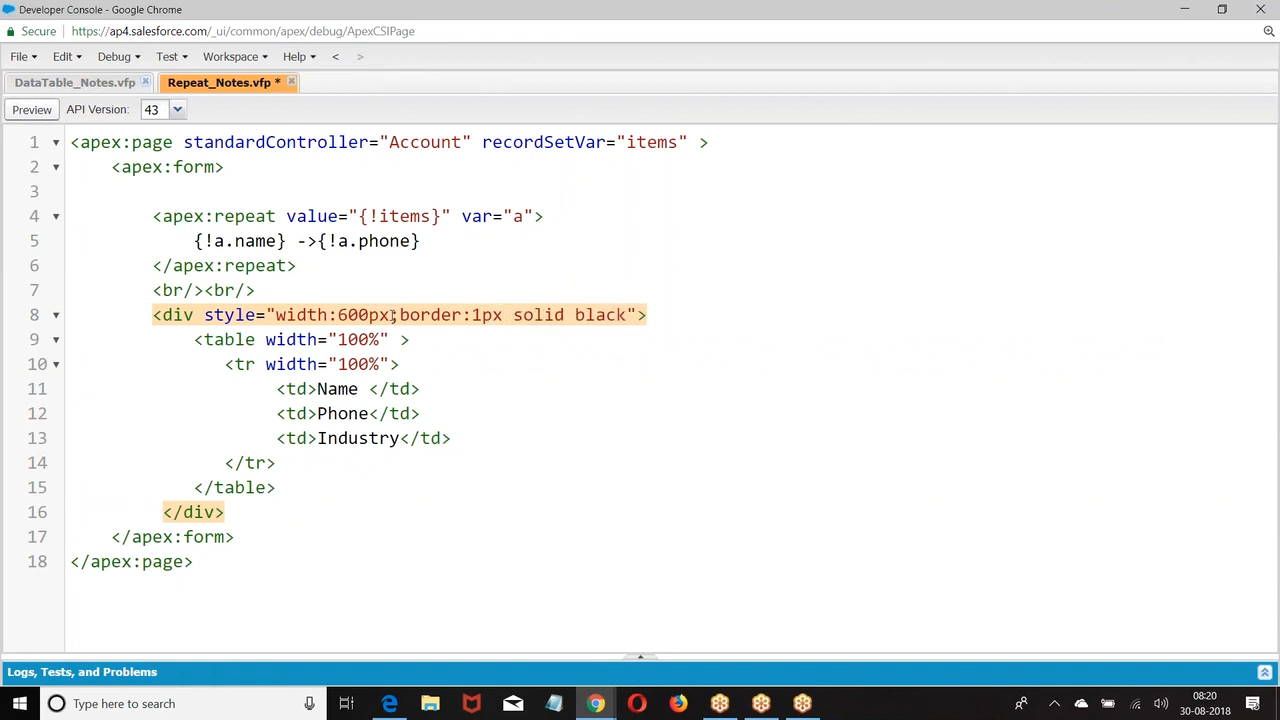 Developer Console - Google Chrome
Secure https://ap4.salesforce.com/_ui/common/apex/debug/ApexCSIPage
File Edit Debug Test Workspace Help < >
DataTable_Notes.vfp Repeat_Notes.vfp *
Preview API Version: 43
1 <apex:page standardController="Account" recordSetVar="items" >
2 <apex:form>
3
4 <apex:repeat value="{!items}" var="a">
5 {!a.name} ->{!a.phone}
6 </apex:repeat>
7 <br/><br/>
8 <div style="width:600px;border:1px solid black">
9 <table width="100%" >
10 <tr width="100%">
11 <td>Name </td>
12 <td>Phone</td>
13 <td>Industry</td>
14 </tr>
15 </table>
16 </div>
17 </apex:form>
18 </apex:page>
Logs, Tests, and Problems
Type here to search
08:20
30-08-2018